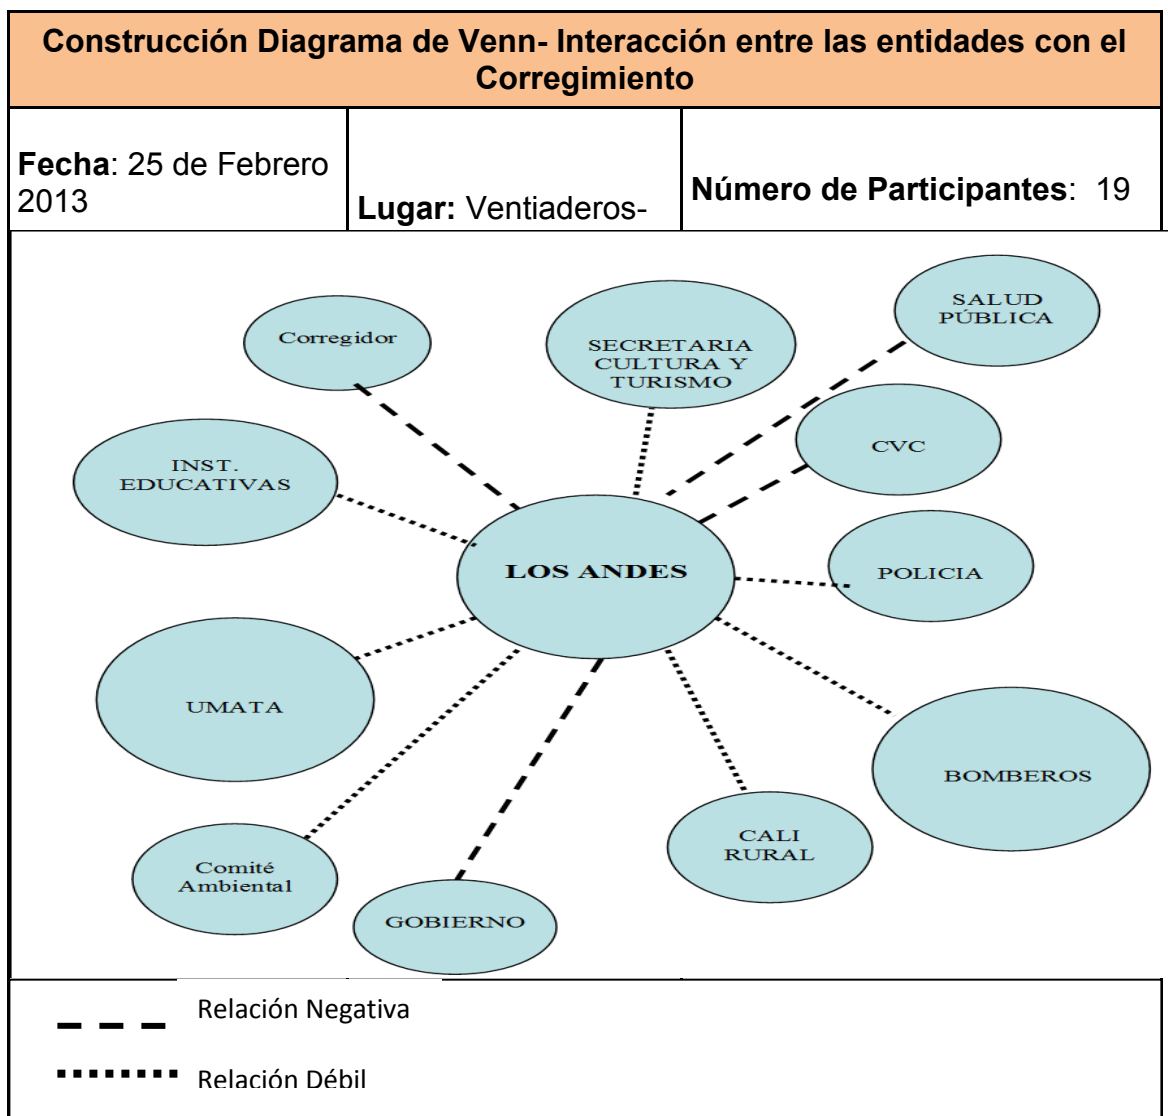 Construcción Diagrama de Venn- Interacción entre las entidades con el
Corregimiento
Fecha: 25 de Febrero
2013
Lugar: Ventiaderos-
Número de Participantes: 19
Corregidor
SECRETARIA
CULTURA Y
TURISMO
SALUD
PÚBLICA
CVC
INST.
EDUCATIVAS
LOS ANDES
POLICIA
UMATA
BOMBEROS
CALI
RURAL
Comité
Ambiental
GOBIERNO
Relación Negativa
Relación Débil